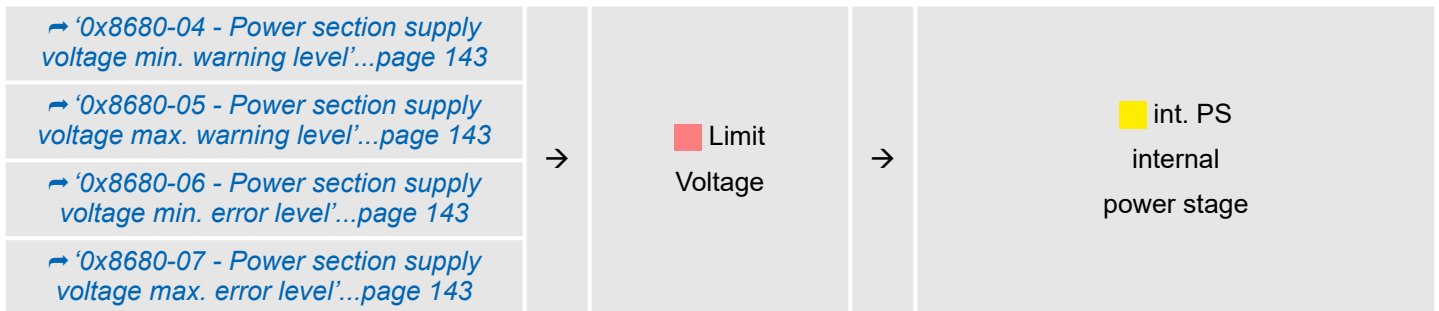 ➦ ‘0x8680-04 - Power section supply
voltage min. warning level’...page 143
➦ ‘0x8680-05 - Power section supply
voltage max. warning level’...page 143
➦ ‘0x8680-06 - Power section supply
voltage min. error level’...page 143
➦ ‘0x8680-07 - Power section supply
voltage max. error level’...page 143
→
Limit
Voltage
→
int. PS
internal
power stage